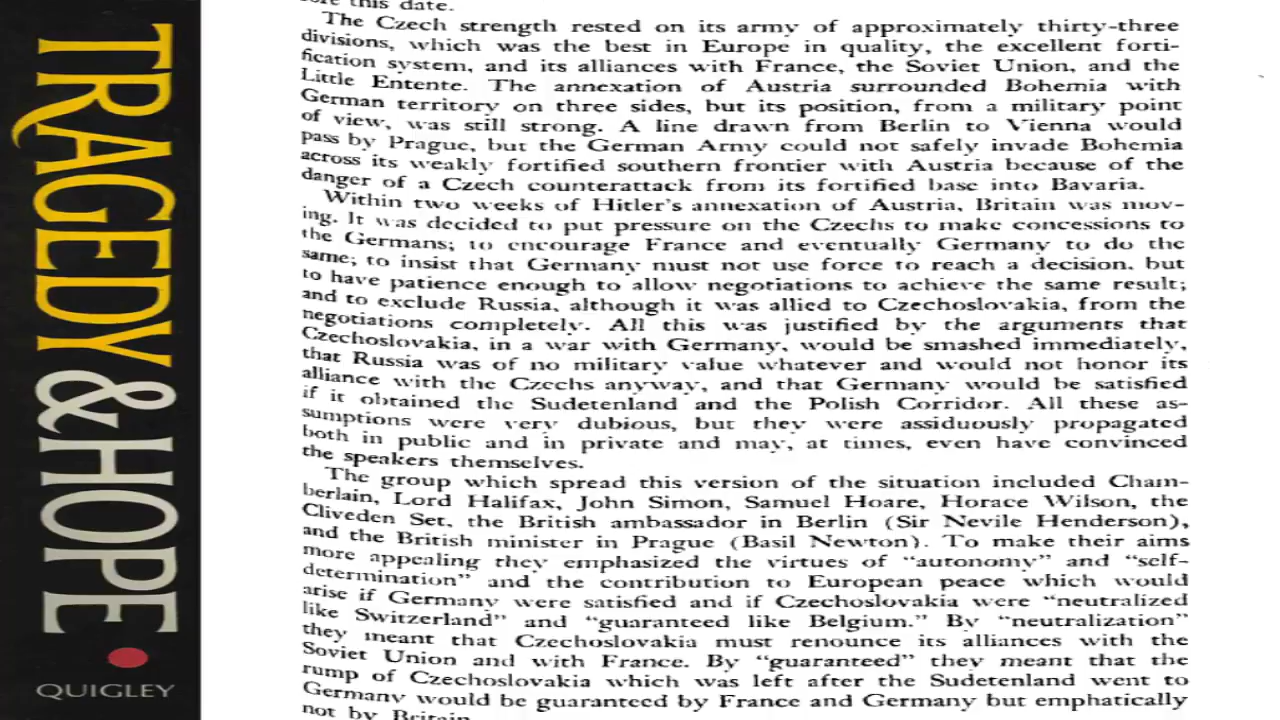 TRAGEDY & HOPE
QUIGLEY
fore this date.
The Czech strength rested on its army of approximately thirty-three
divisions, which was the best in Europe in quality, the excellent forti-
fication system, and its alliances with France, the Soviet Union, and the
Little Entente. The annexation of Austria surrounded Bohemia with
German territory on three sides, but its position, from a military point
of view, was still strong. A line drawn from Berlin to Vienna would
pass by Prague, but the German Army could not safely invade Bohemia
across its weakly fortified southern frontier with Austria because of the
danger of a Czech counterattack from its fortified base into Bavaria.
Within two weeks of Hitler's annexation of Austria, Britain was mov-
ing. It was decided to put pressure on the Czechs to make concessions to
the Germans; to encourage France and eventually Germany to do the
same; to insist that Germany must not use force to reach a decision, but
to have patience enough to allow negotiations to achieve the same result;
and to exclude Russia, although it was allied to Czechoslovakia, from the
negotiations completely. All this was justified by the arguments that
Czechoslovakia, in a war with Germany, would be smashed immediately,
that Russia was of no military value whatever and would not honor its
alliance with the Czechs anyway, and that Germany would be satisfied
if it obtained the Sudetenland and the Polish Corridor. All these as-
sumptions were very dubious, but they were assiduously propagated
both in public and in private and may, at times, even have convinced
the speakers themselves.
The group which spread this version of the situation included Cham-
berlain, Lord Halifax, John Simon, Samuel Hoare, Horace Wilson, the
Cliveden Set, the British ambassador in Berlin (Sir Nevile Henderson),
and the British minister in Prague (Basil Newton). To make their aims
more appealing they emphasized the virtues of "autonomy" and "self-
determination" and the contribution to European peace which would
arise if Germany were satisfied and if Czechoslovakia were "neutralized
like Switzerland" and "guaranteed like Belgium." By "neutralization"
they meant that Czechoslovakia must renounce its alliances with the
Soviet Union and with France. By "guaranteed" they meant that the
rump of Czechoslovakia which was left after the Sudetenland went to
Germany would be guaranteed by France and Germany but emphatically
not by Britain.